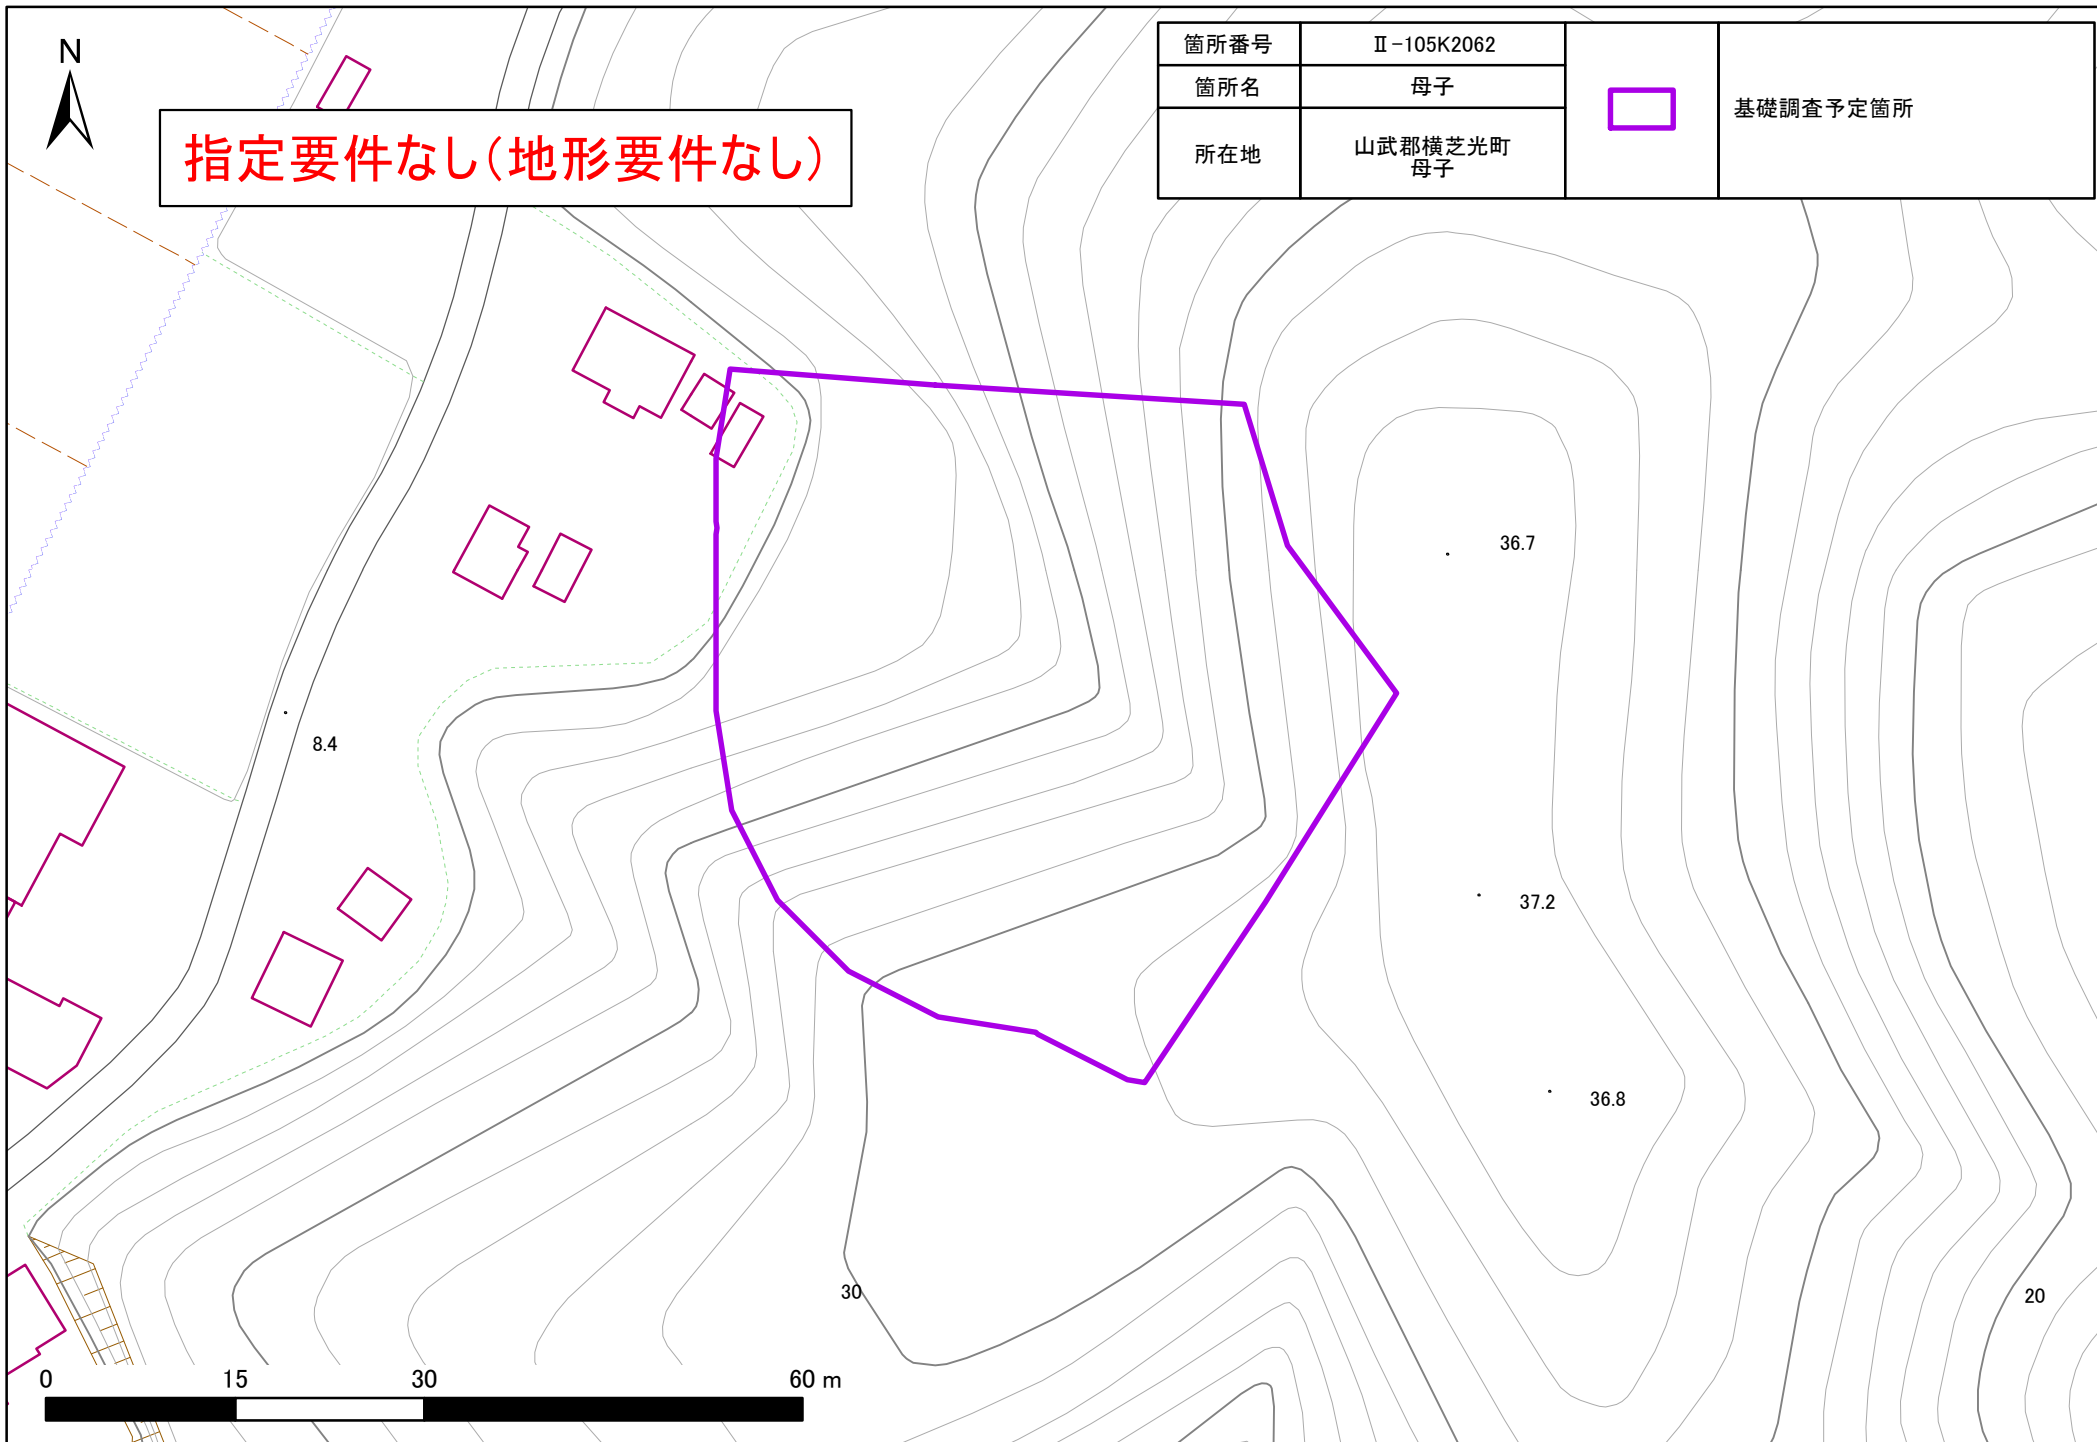 N
指定要件なし(地形要件なし)
箇所番号
Ⅱ-105K2062
箇所名
母子
所在地
山武郡横芝光町
母子
基礎調査予定箇所
36.7
8.4
37.2
36.8
30
20
0 15 30 60 m